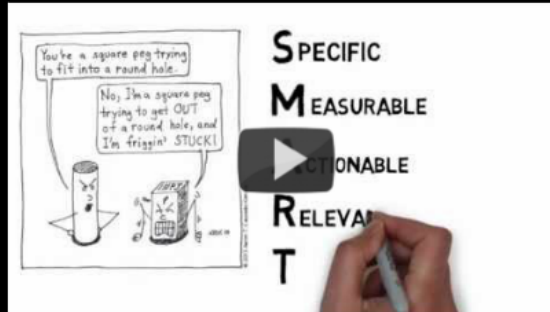 You're a square peg trying
to fit into a round hole.
No, I'm a square peg
trying to get OUT
of a round hole, and
I'm friggin' STUCK!
SPECIFIC
MEASURABLE
ACTIONABLE
RELEVA
T